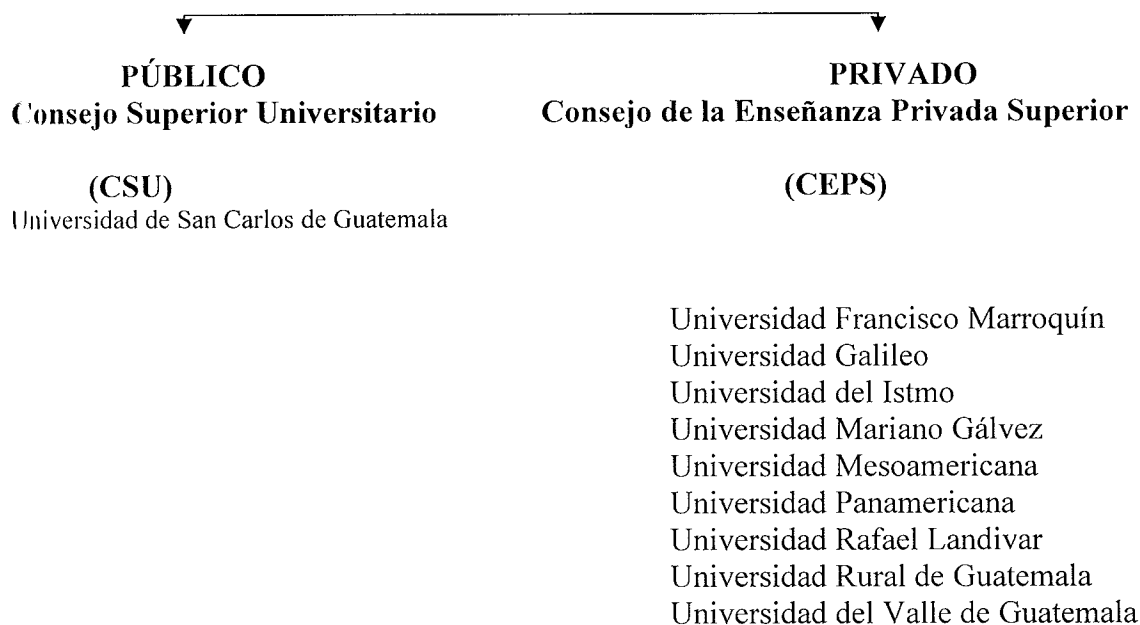 PÚBLICO
Consejo Superior Universitario
(CSU)
Universidad de San Carlos de Guatemala
PRIVADO
Consejo de la Enseñanza Privada Superior
(CEPS)
Universidad Francisco Marroquín
Universidad Galileo
Universidad del Istmo
Universidad Mariano Gálvez
Universidad Mesoamericana
Universidad Panamericana
Universidad Rafael Landivar
Universidad Rural de Guatemala
Universidad del Valle de Guatemala